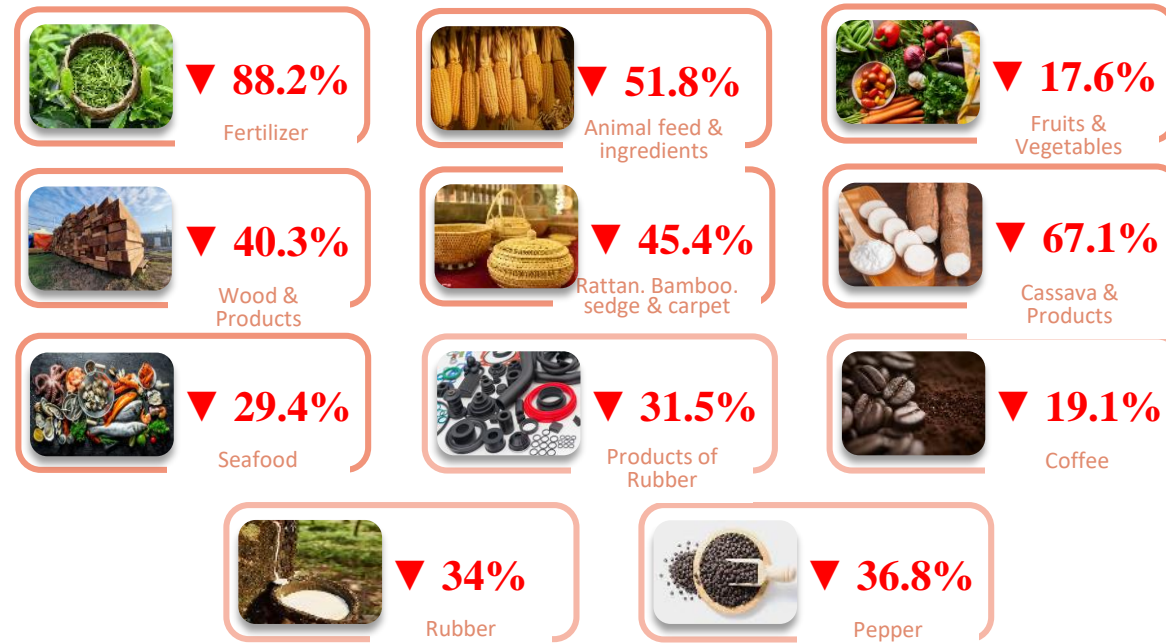 ▼ 88.2%
Fertilizer
▼ 51.8%
Animal feed &
ingredients
▼ 17.6%
Fruits &
Vegetables
▼ 40.3%
Wood &
Products
▼ 45.4%
Rattan. Bamboo.
sedge & carpet
▼ 67.1%
Cassava &
Products
▼ 29.4%
Seafood
▼ 31.5%
Products of
Rubber
▼ 19.1%
Coffee
▼ 34%
Rubber
▼ 36.8%
Pepper